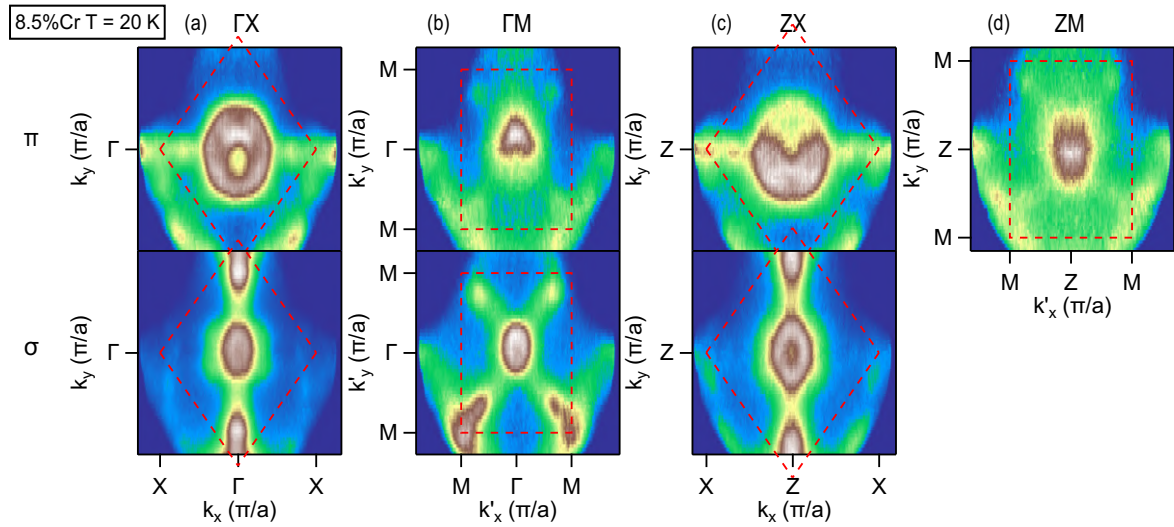 8.5%Cr T = 20 K
(a) ΓX
(b) ΓM
(c) ZX
(d) ZM
π
σ
k_y (π/a)
Γ
k'_y (π/a)
M
Γ
M
k_y (π/a)
Z
k'_y (π/a)
M
Z
M
M Z M
k'_x (π/a)
k_y (π/a)
Γ
k'_y (π/a)
M
Γ
M
k_y (π/a)
Z
X Γ X
k_x (π/a)
M Γ M
k'_x (π/a)
X Z X
k_x (π/a)